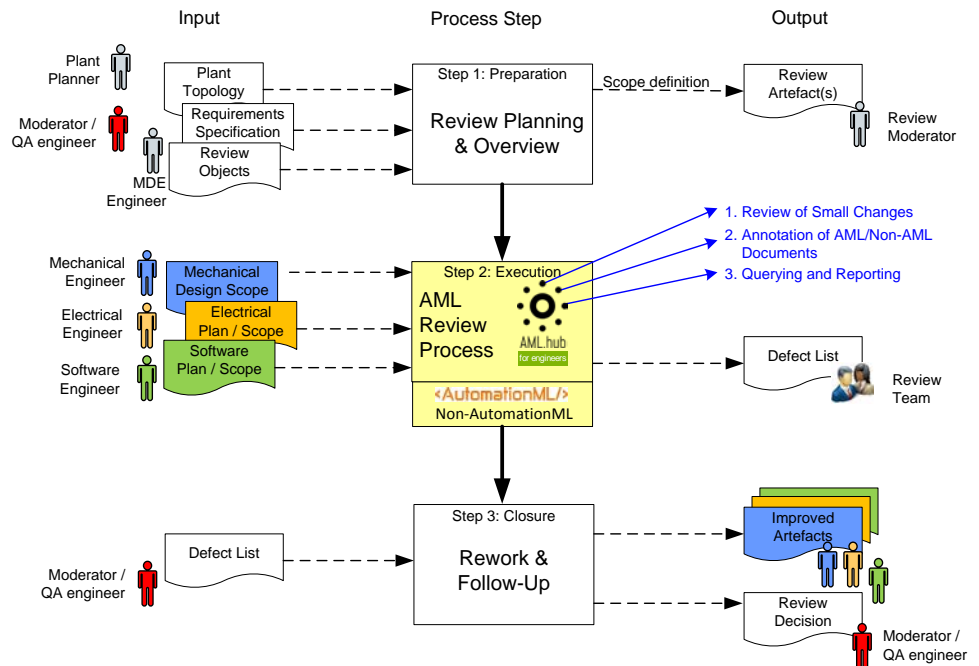 Input
Process Step
Output
Plant
Planner
Moderator /
QA engineer
MDE
Engineer
Plant
Topology
Requirements
Specification
Review
Objects
Step 1: Preparation
Review Planning
& Overview
Scope definition
Review
Artefact(s)
Review
Moderator
1. Review of Small Changes
2. Annotation of AML/Non-AML
Documents
3. Querying and Reporting
Mechanical
Engineer
Electrical
Engineer
Software
Engineer
Mechanical
Design Scope
Electrical
Plan / Scope
Software
Plan / Scope
Step 2: Execution
AML
Review
Process
AML.hub
for engineers
<AutomationML/>
Non-AutomationML
Defect List
Review
Team
Moderator /
QA engineer
Defect List
Step 3: Closure
Rework &
Follow-Up
Improved
Artefacts
Review
Decision
Moderator /
QA engineer